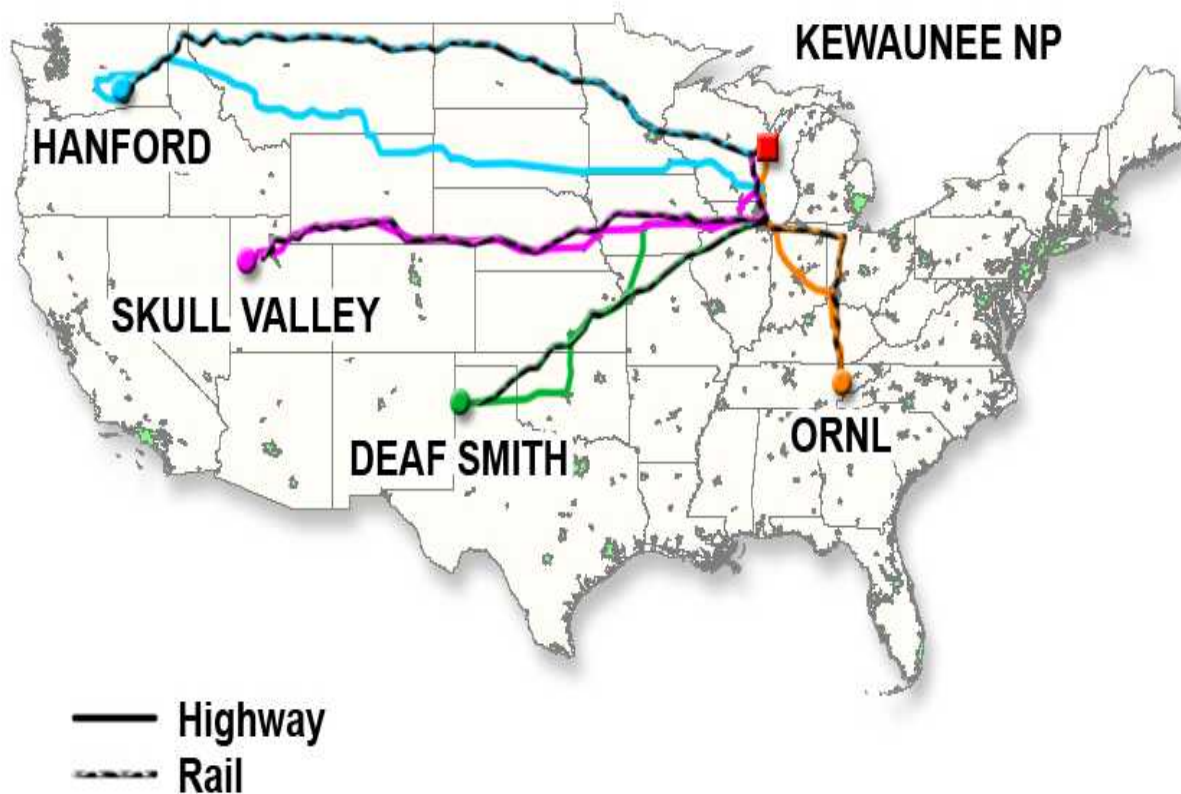 KEWAUNEE NP
HANFORD
SKULL VALLEY
DEAF SMITH
ORNL
Highway
Rail